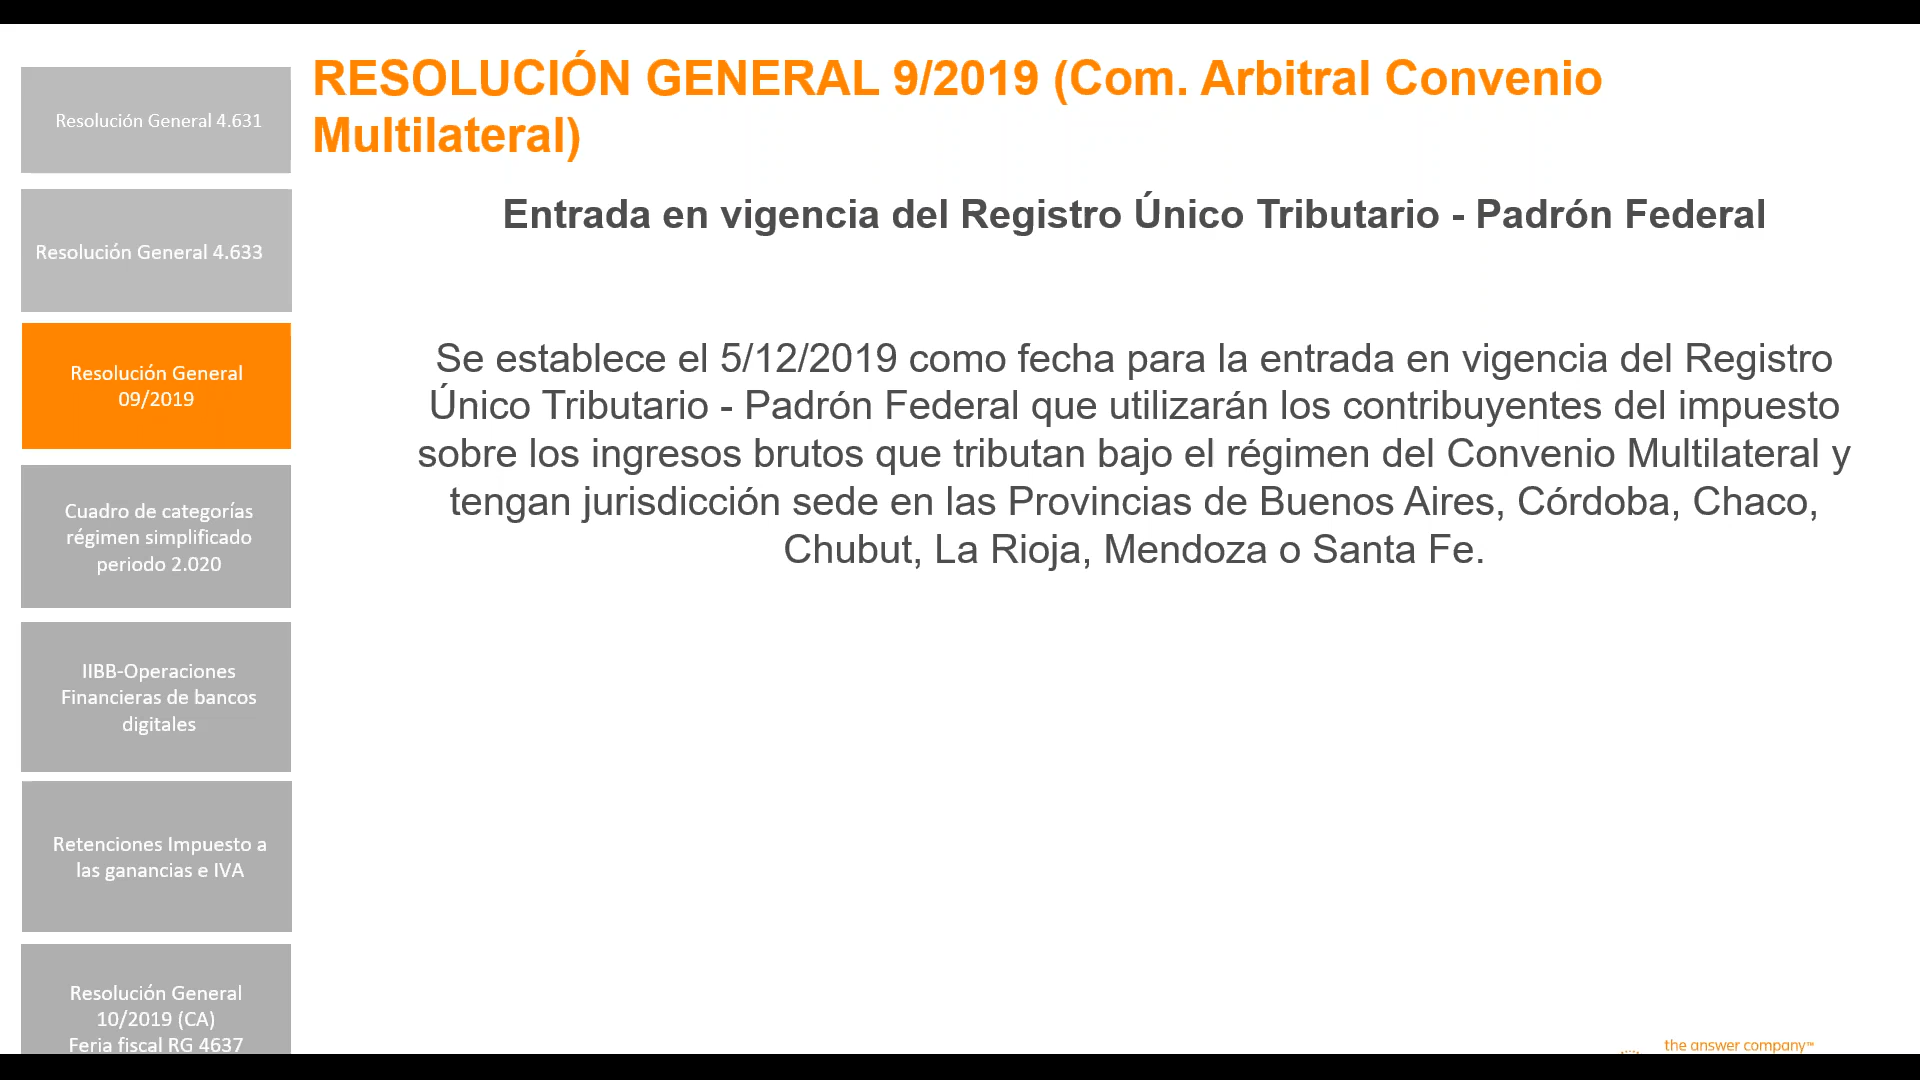 RESOLUCIÓN GENERAL 9/2019 (Com. Arbitral Convenio
Multilateral)
Entrada en vigencia del Registro Único Tributario - Padrón Federal
Se establece el 5/12/2019 como fecha para la entrada en vigencia del Registro
Único Tributario - Padrón Federal que utilizarán los contribuyentes del impuesto
sobre los ingresos brutos que tributan bajo el régimen del Convenio Multilateral y
tengan jurisdicción sede en las Provincias de Buenos Aires, Córdoba, Chaco,
Chubut, La Rioja, Mendoza o Santa Fe.
Resolución General 4.631
Resolución General 4.633
Resolución General
09/2019
Cuadro de categorías
régimen simplificado
periodo 2.020
IIBB-Operaciones
Financieras de bancos
digitales
Retenciones Impuesto a
las ganancias e IVA
Resolución General
10/2019 (CA)
Feria fiscal RG 4637
the answer company™